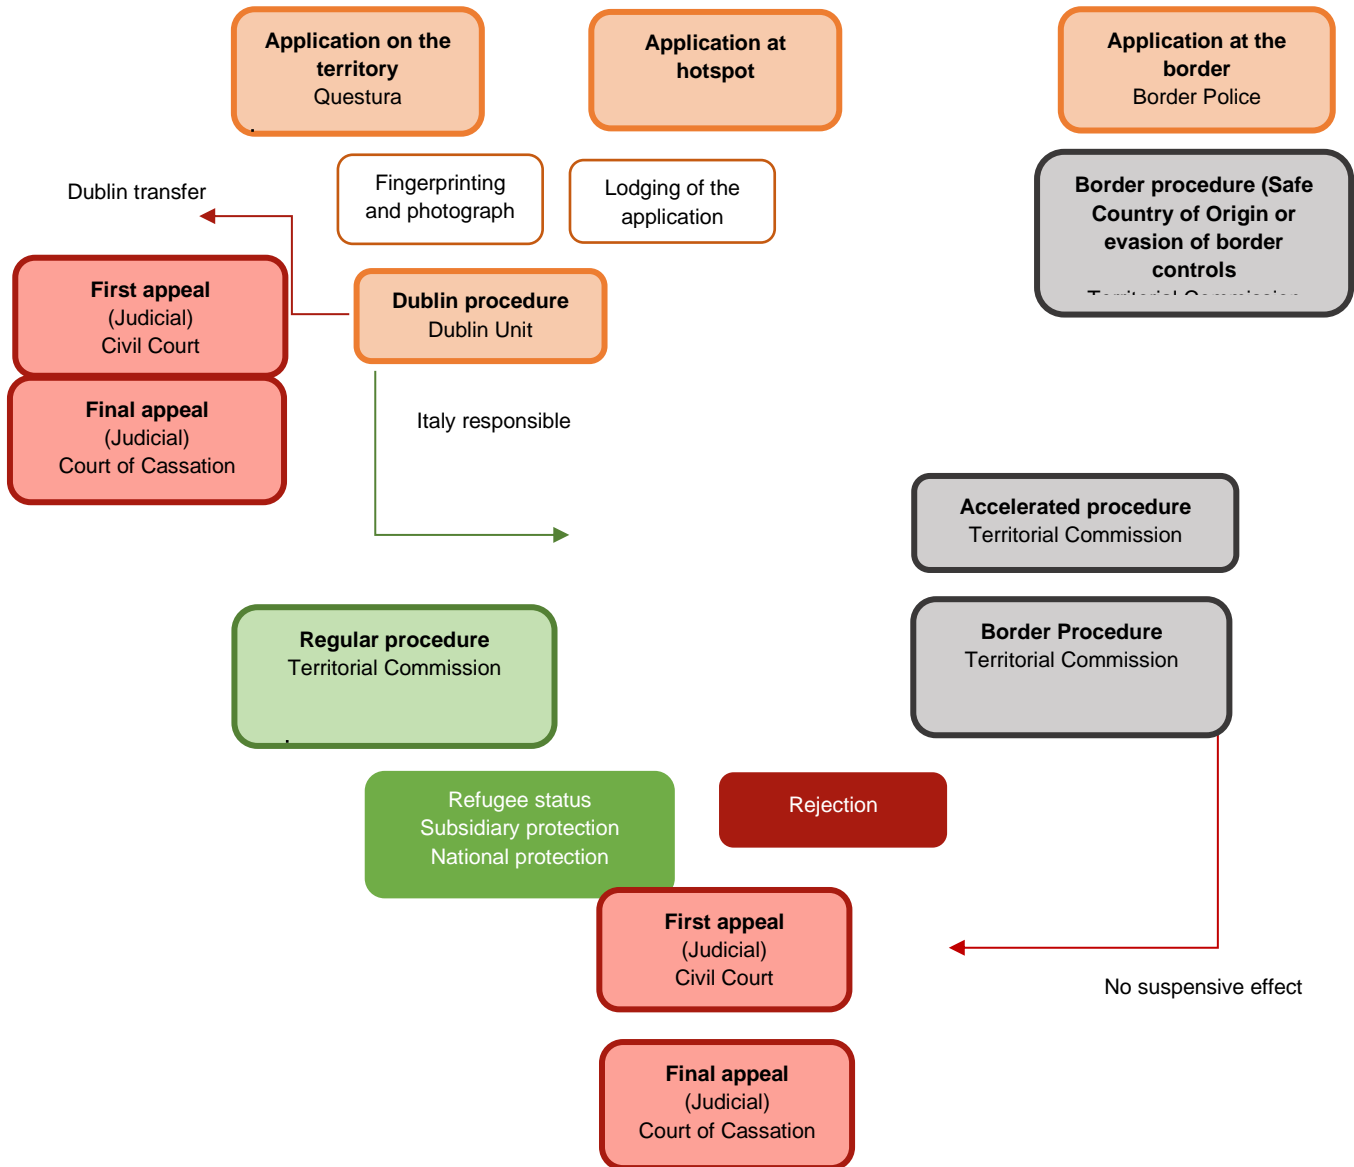 Application on the
territory
Questura
.
Application at
hotspot
Application at the
border
Border Police
Fingerprinting
and photograph
Lodging of the
application
Border procedure (Safe
Country of Origin or
evasion of border
controls
Territorial Commission
Dublin transfer
First appeal
(Judicial)
Civil Court
Dublin procedure
Dublin Unit
Final appeal
(Judicial)
Court of Cassation
Italy responsible
Accelerated procedure
Territorial Commission
Regular procedure
Territorial Commission
.
Border Procedure
Territorial Commission
Refugee status
Subsidiary protection
National protection
Rejection
First appeal
(Judicial)
Civil Court
No suspensive effect
Final appeal
(Judicial)
Court of Cassation